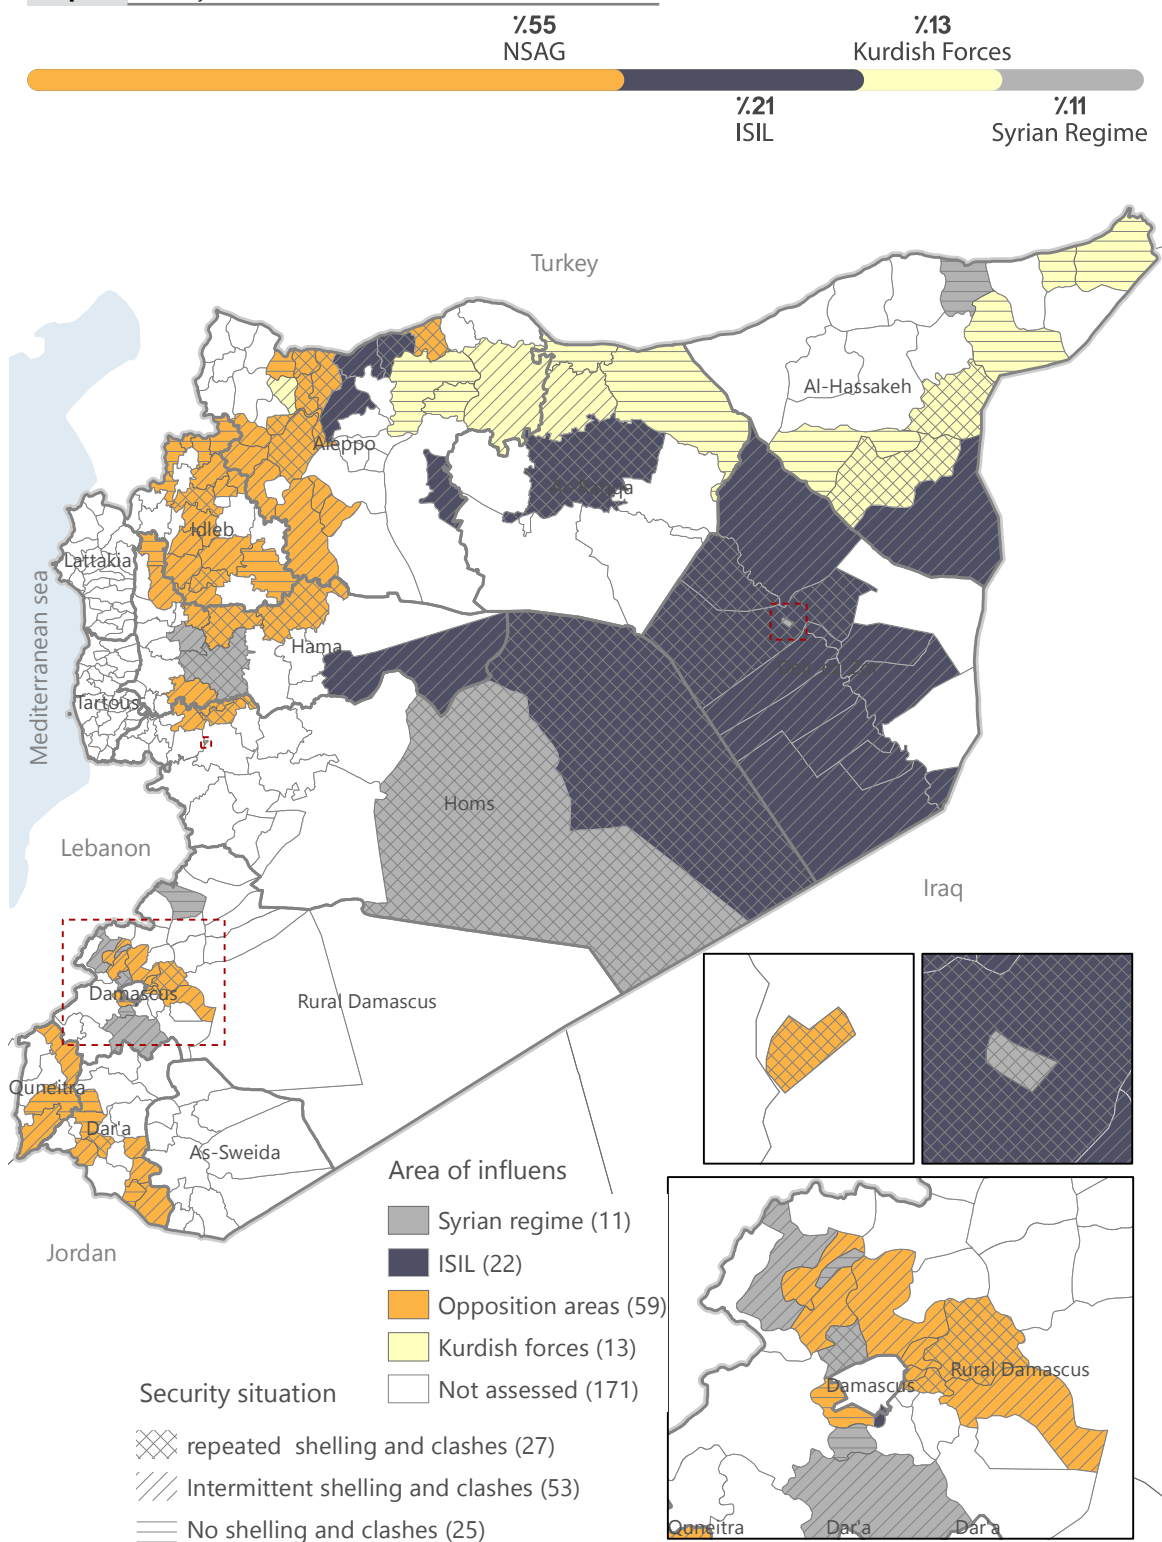 ٪55
NSAG
٪13
Kurdish Forces
٪21
ISIL
٪11
Syrian Regime
Turkey
Al-Hassakeh
Aleppo
Idleb
Lattakia
Mediterranean sea
Hama
Tartous
Homs
Lebanon
Iraq
Damascus
Rural Damascus
Quneitra
Dar'a
As-Sweida
Jordan
Area of influens
Syrian regime (11)
ISIL (22)
Opposition areas (59)
Kurdish forces (13)
Not assessed (171)
Security situation
repeated shelling and clashes (27)
Intermittent shelling and clashes (53)
No shelling and clashes (25)
Rural Damascus
Damascus
Quneitra
Dar'a
Dar'a